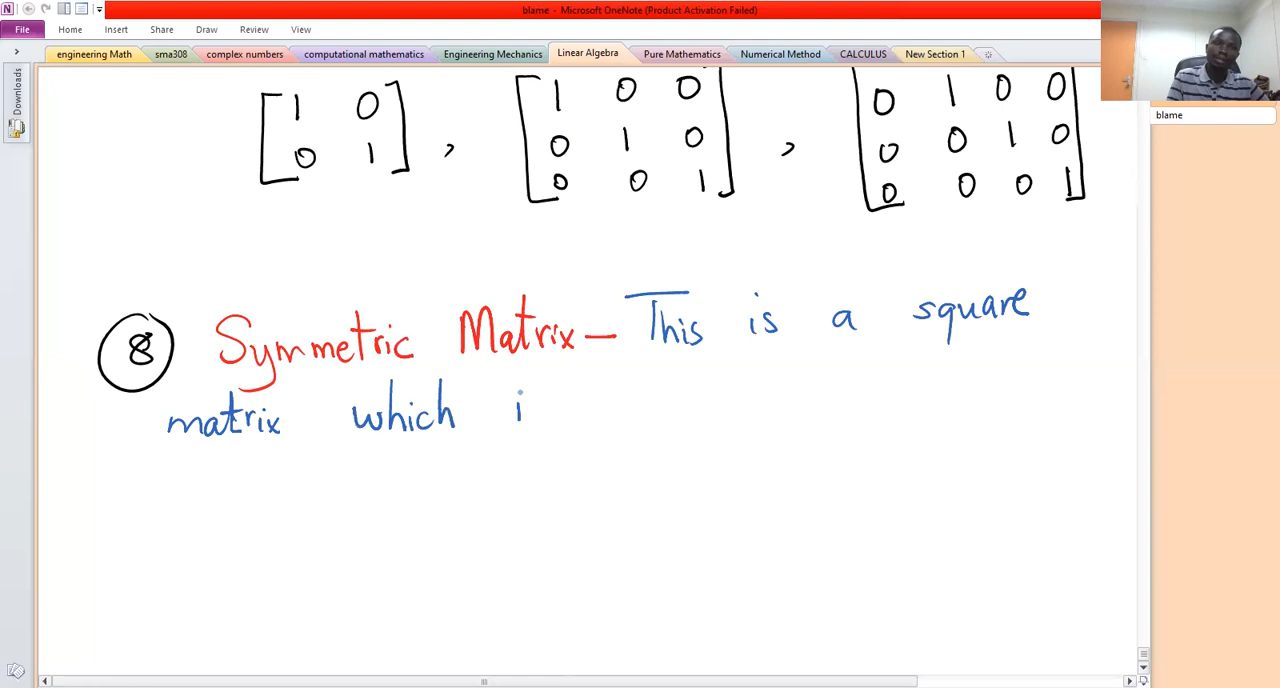 blame - Microsoft OneNote (Product Activation Failed)
File Home Insert Share Draw Review View
engineering Math sma308 complex numbers computational mathematics Engineering Mechanics Linear Algebra Pure Mathematics Numerical Method CALCULUS New Section 1
Downloads
blame
1 0
0 1
,
1 0 0
0 1 0
0 0 1
,
0 1 0 0
0 0 1 0
0 0 0 1
8 Symmetric Matrix - This is a square
matrix which i